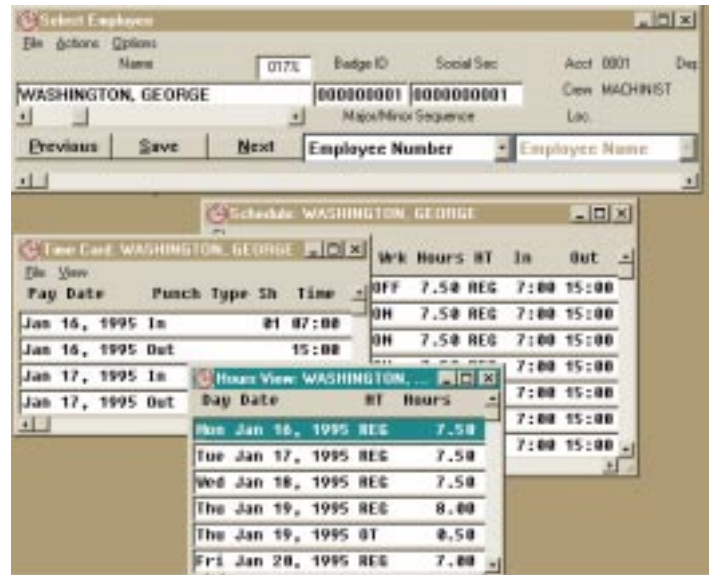 Select Employee
File Actions Options
Name 017% Badge ID Social Sec Acct 0001 Dep
WASHINGTON, GEORGE 000000001 0000000001 Crew MACHINIST
Major/Minor Sequence Loc.
Previous Save Next Employee Number Employee Name
Schedule: WASHINGTON, GEORGE
Wrk Hours HT In Out
OFF 7.50 REG 7:00 15:00
ON 7.50 REG 7:00 15:00
ON 7.50 REG 7:00 15:00
7:00 15:00
7:00 15:00
7:00 15:00
7:00 15:00
Time Card: WASHINGTON, GEORGE
File View
Pay Date Punch Type Sh Time
Jan 16, 1995 In 01 07:00
Jan 16, 1995 Out 15:00
Jan 17, 1995 In
Jan 17, 1995 Out
Hours View: WASHINGTON, ...
Day Date HT Hours
Mon Jan 16, 1995 REG 7.50
Tue Jan 17, 1995 REG 7.50
Wed Jan 18, 1995 REG 7.50
Thu Jan 19, 1995 REG 8.00
Thu Jan 19, 1995 OT 0.50
Fri Jan 20, 1995 REG 7.00